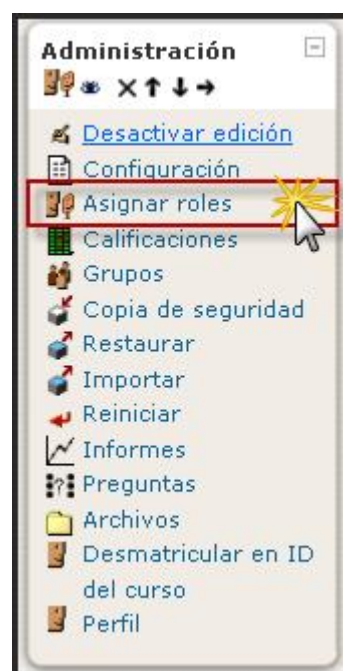 Administración
Desactivar edición
Configuración
Asignar roles
Calificaciones
Grupos
Copia de seguridad
Restaurar
Importar
Reiniciar
Informes
Preguntas
Archivos
Desmatricular en ID
del curso
Perfil